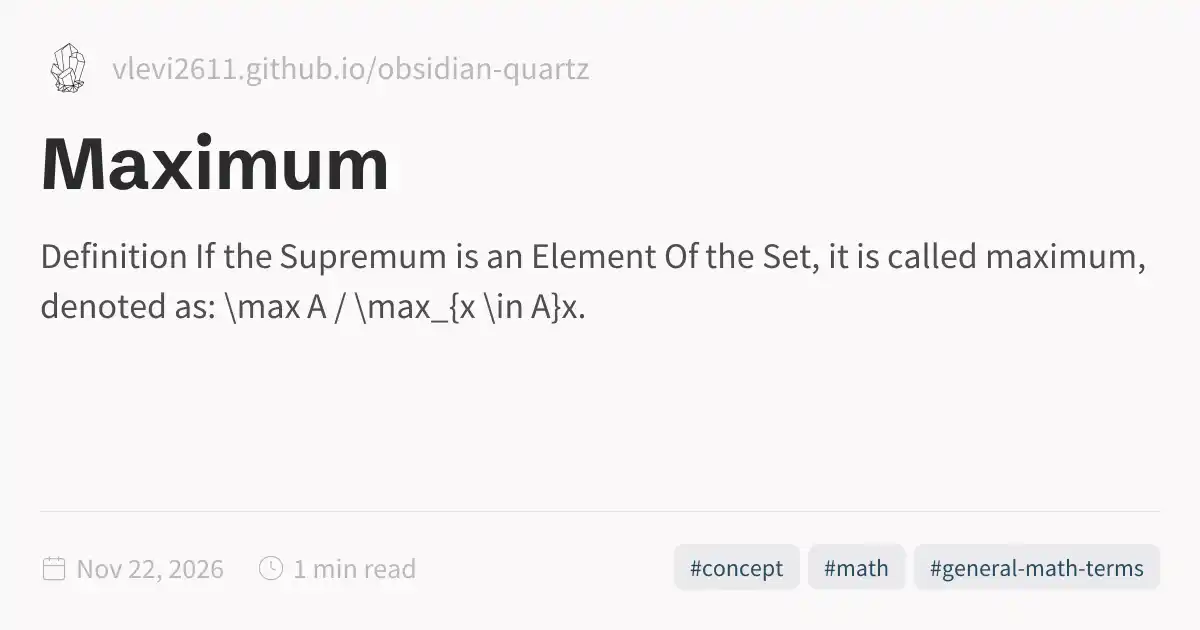 vlevi2611.github.io/obsidian-quartz
Maximum
Definition If the Supremum is an Element Of the Set, it is called maximum,
denoted as: \max A / \max_{x \in A}x.
Nov 22, 2026 1 min read #concept #math #general-math-terms